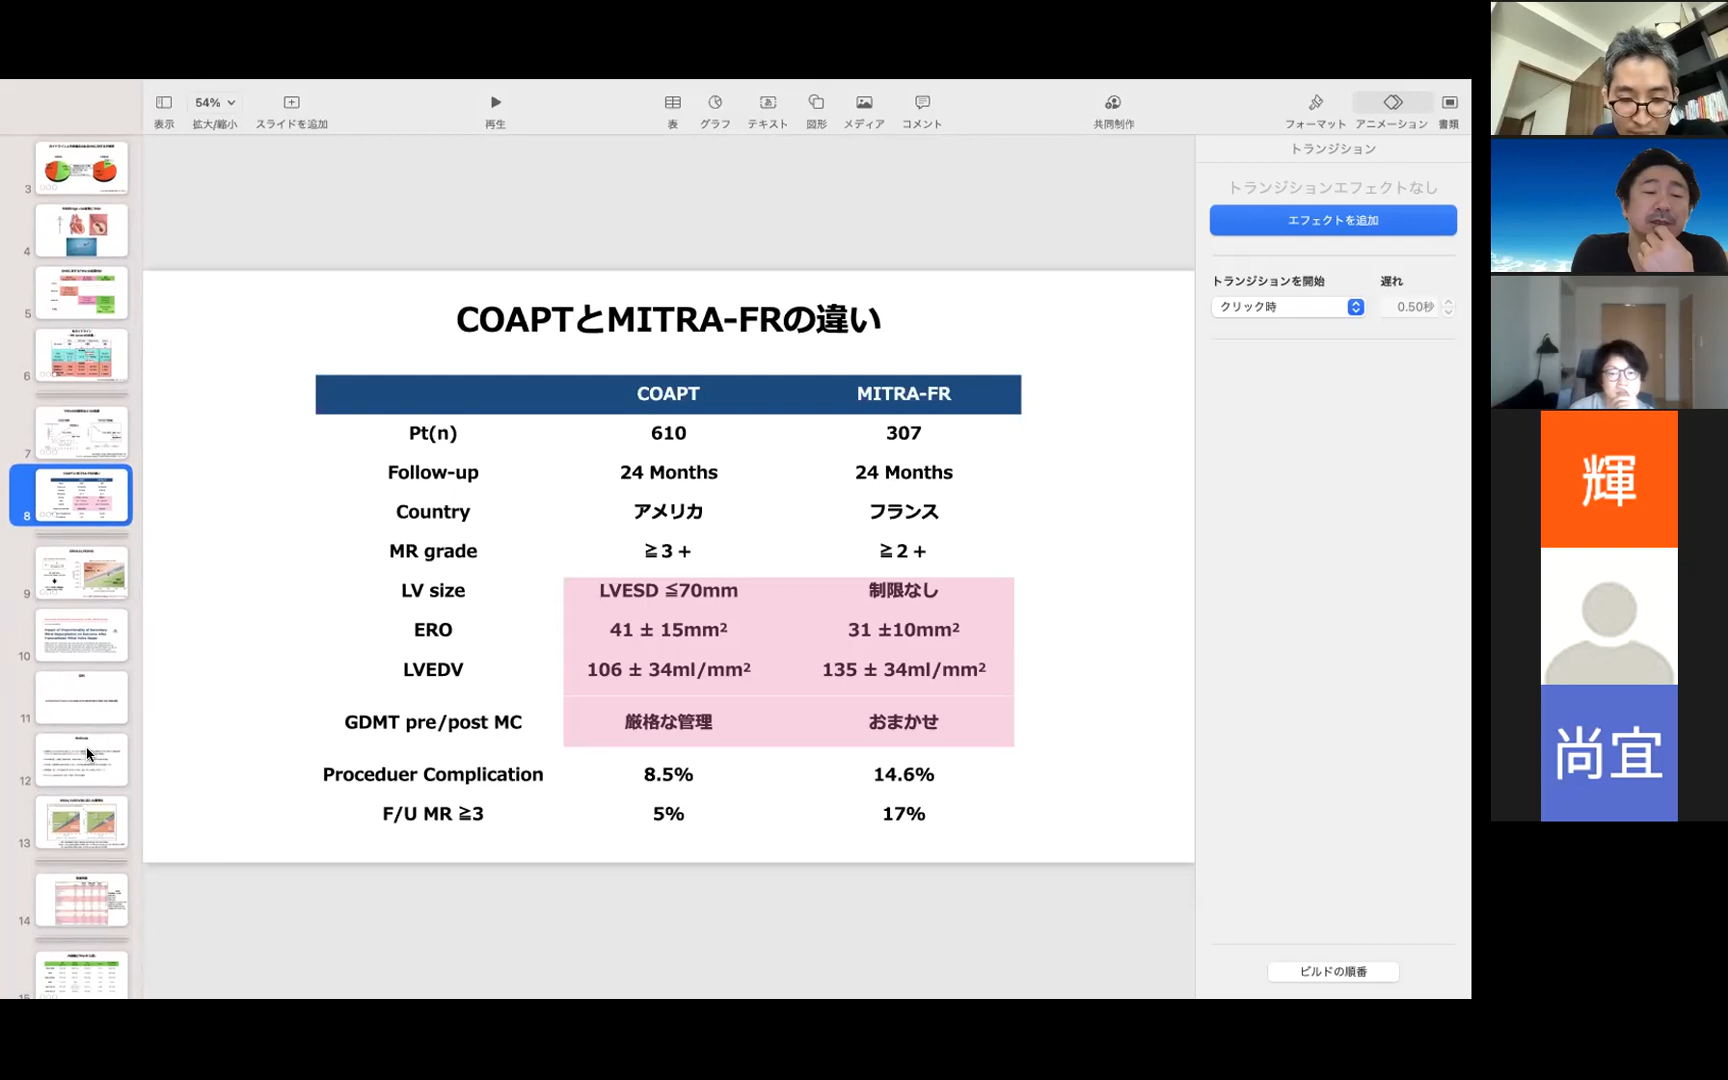 54%
表示
拡大/縮小
スライドを追加
再生
表
グラフ
テキスト
図形
メディア
コメント
共同制作
フォーマット
アニメーション
書類
トランジション
トランジションエフェクトなし
エフェクトを追加
トランジションを開始
遅れ
クリック時
0.50秒
ビルドの順番
3
4
5
6
7
8
9
10
11
12
13
14
COAPTとMITRA-FRの違い
COAPT MITRA-FR
Pt(n) 610 307
Follow-up 24 Months 24 Months
Country アメリカ フランス
MR grade ≧3 + ≧2 +
LV size LVESD ≦70mm 制限なし
ERO 41 ± 15mm² 31 ±10mm²
LVEDV 106 ± 34ml/mm² 135 ± 34ml/mm²
GDMT pre/post MC 厳格な管理 おまかせ
Proceduer Complication 8.5% 14.6%
F/U MR ≧3 5% 17%
輝
尚宜